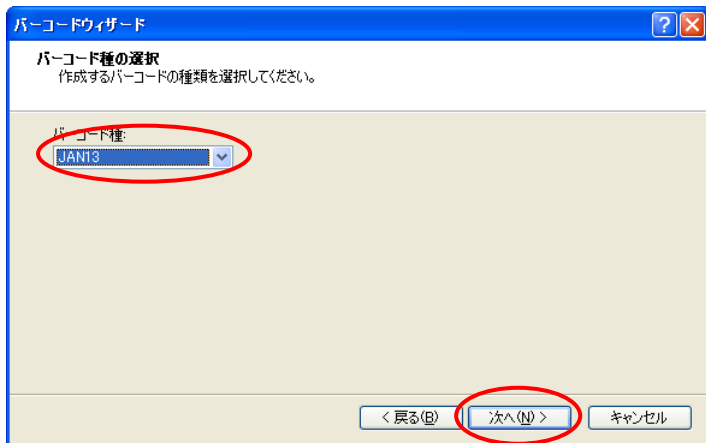 バーコードウィザード
バーコード種の選択
作成するバーコードの種類を選択してください。
バーコード種:
JAN13
< 戻る(B)
次へ(N) >
キャンセル